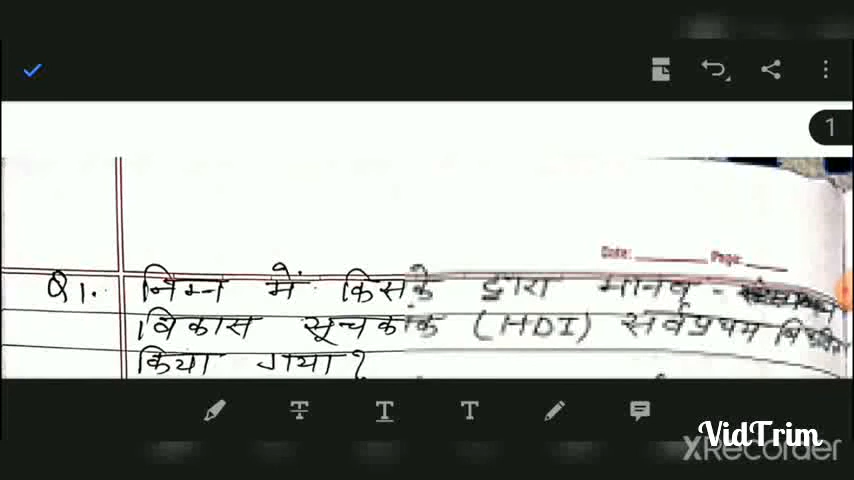 1
Date: Page:
Q1. निम्न में किसके द्वारा मानव -
विकास सूचकांक (HDI) सर्वप्रथम
किया गया?
T T T
VidTrim
XRecorder